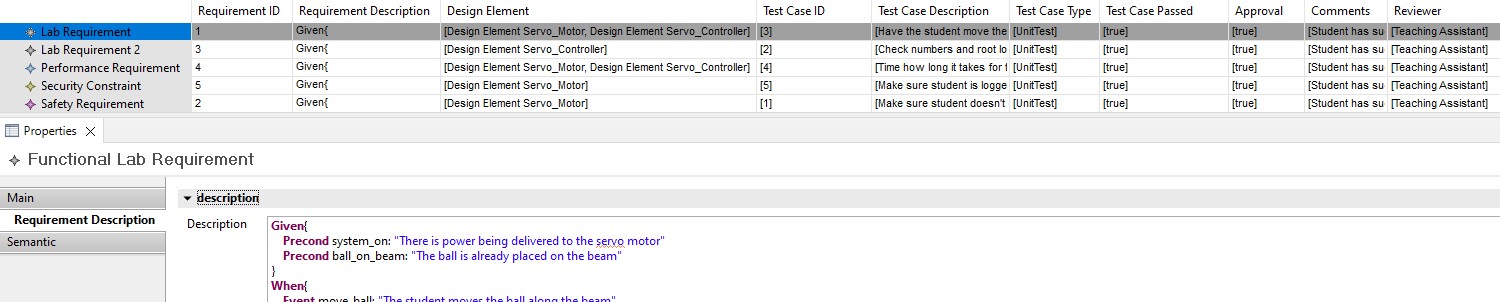 Requirement ID Requirement Description Design Element Test Case ID Test Case Description Test Case Type Test Case Passed Approval Comments Reviewer
Lab Requirement 1 Given{ [Design Element Servo_Motor, Design Element Servo_Controller] [3] [Have the student move the [UnitTest] [true] [true] [Student has su [Teaching Assistant]
Lab Requirement 2 3 Given{ [Design Element Servo_Controller] [2] [Check numbers and root lo [UnitTest] [true] [true] [Student has su [Teaching Assistant]
Performance Requirement 4 Given{ [Design Element Servo_Motor, Design Element Servo_Controller] [4] [Time how long it takes for t [UnitTest] [true] [true] [Student has su [Teaching Assistant]
Security Constraint 5 Given{ [Design Element Servo_Motor] [5] [Make sure student is logge [UnitTest] [true] [true] [Student has su [Teaching Assistant]
Safety Requirement 2 Given{ [Design Element Servo_Motor] [1] [Make sure student doesn't [UnitTest] [true] [true] [Student has su [Teaching Assistant]
Properties
Functional Lab Requirement
Main
description
Requirement Description
Description
Given{
Semantic
Precond system_on: "There is power being delivered to the servo motor"
Precond ball_on_beam: "The ball is already placed on the beam"
}
When{
Event move_ball: "The student moves the ball along the beam"